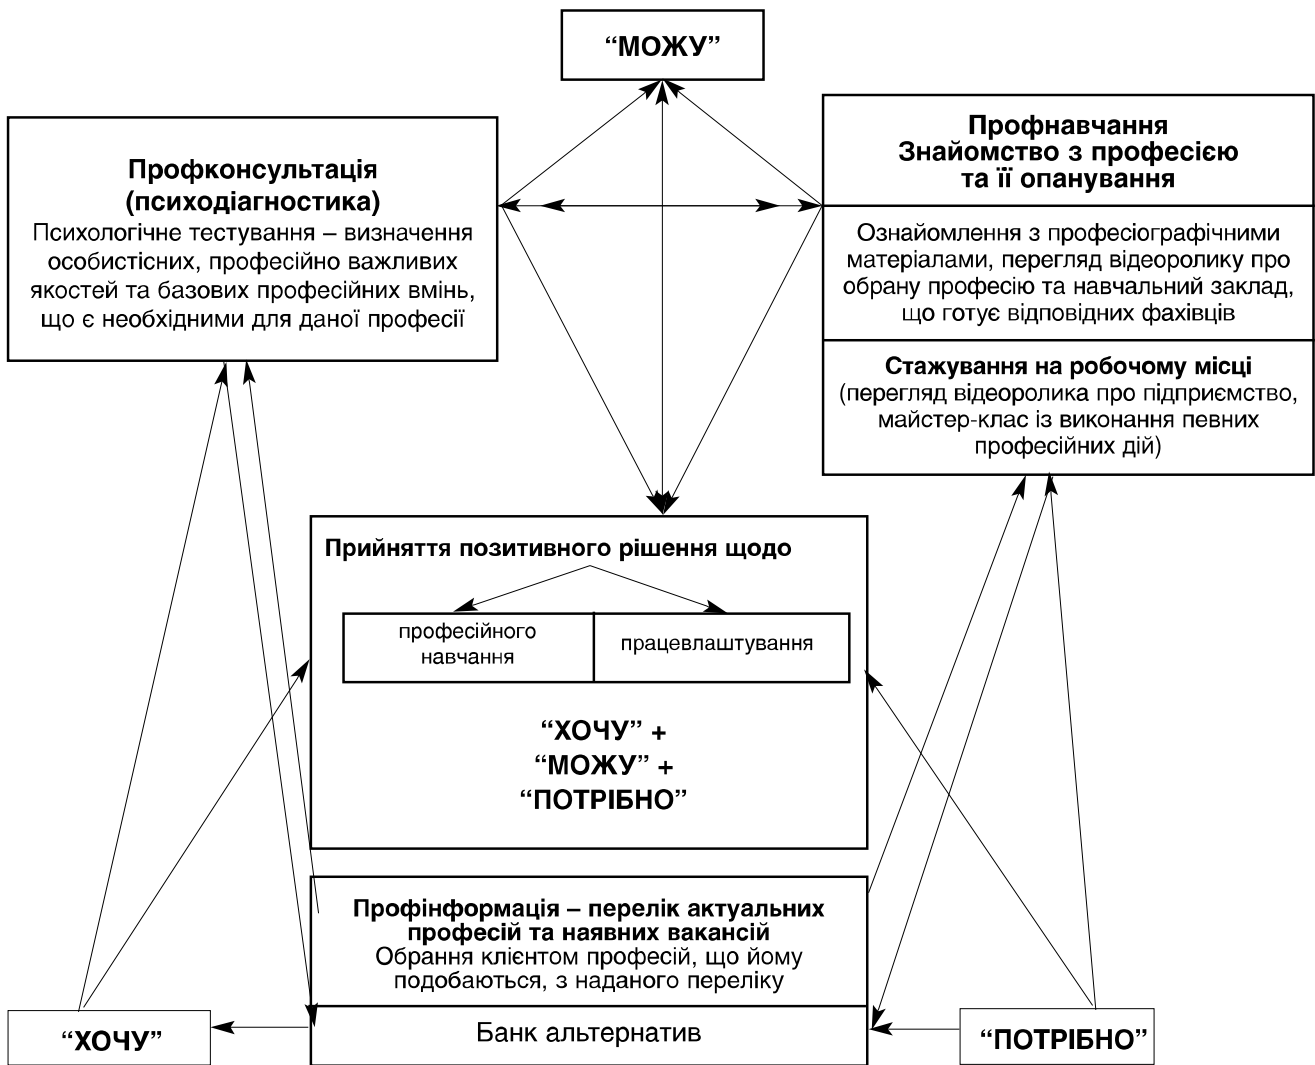 “МОЖУ”
Профконсультація
(психодіагностика)
Психологічне тестування – визначення
особистісних, професійно важливих
якостей та базових професійних вмінь,
що є необхідними для даної професії
Профнавчання
Знайомство з професією
та її опанування
Ознайомлення з професіографічними
матеріалами, перегляд відеоролику про
обрану професію та навчальний заклад,
що готує відповідних фахівців
Стажування на робочому місці
(перегляд відеоролика про підприємство,
майстер-клас із виконання певних
професійних дій)
Прийняття позитивного рішення щодо
професійного
навчання
працевлаштування
“ХОЧУ” +
“МОЖУ” +
“ПОТРІБНО”
Профінформація – перелік актуальних
професій та наявних вакансій
Обрання клієнтом професій, що йому
подобаються, з наданого переліку
Банк альтернатив
“ХОЧУ”
“ПОТРІБНО”